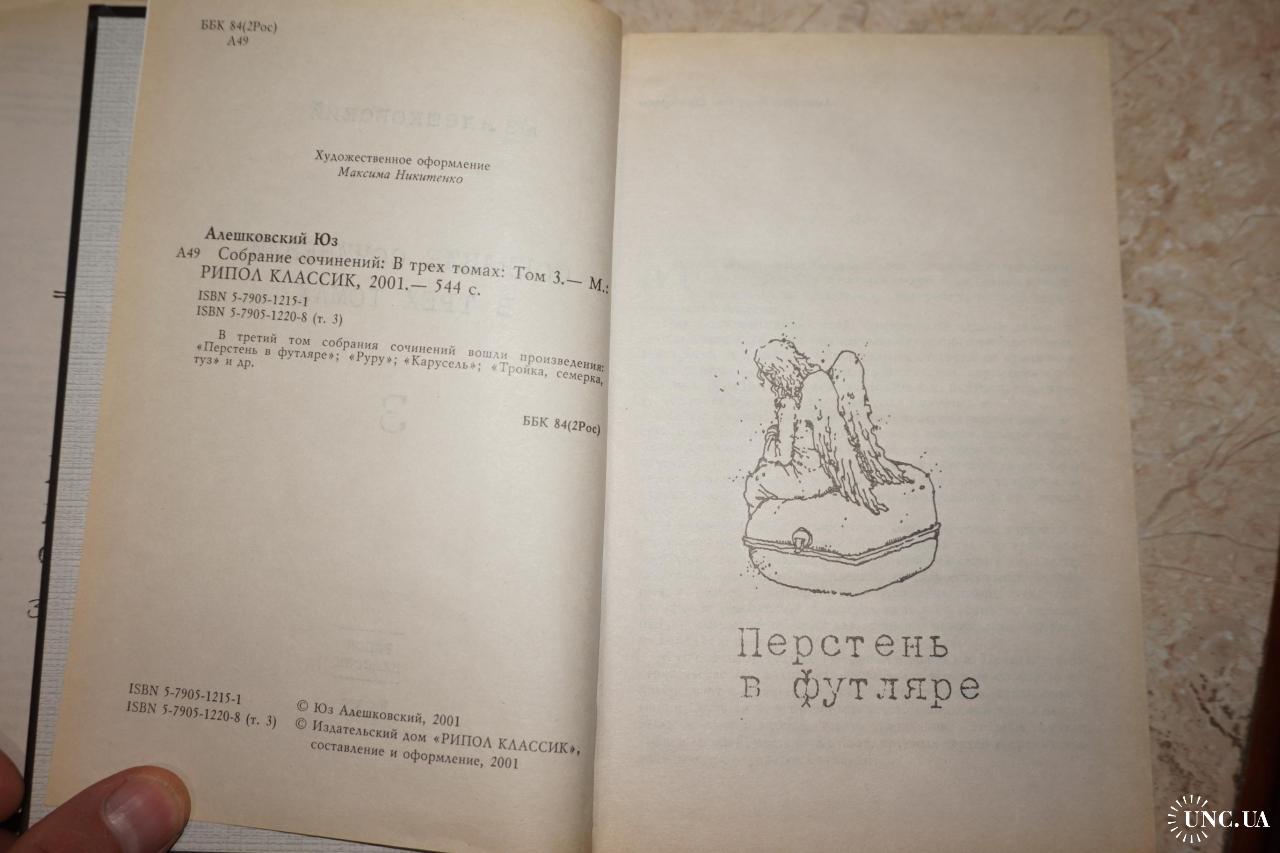 ББК 84(2Рос)
А49
Художественное оформление
Максима Никитенко
Алешковский Юз
А49 Собрание сочинений: В трех томах: Том 3.— М.:
РИПОЛ КЛАССИК, 2001.— 544 с.
ISBN 5-7905-1215-1
ISBN 5-7905-1220-8 (т. 3)
В третий том собрания сочинений вошли произведения:
«Перстень в футляре»; «Руру»; «Карусель»; «Тройка, семерка,
туз» и др.
ББК 84(2Рос)
ISBN 5-7905-1215-1
ISBN 5-7905-1220-8 (т. 3)
© Юз Алешковский, 2001
© Издательский дом «РИПОЛ КЛАССИК»,
составление и оформление, 2001
Перстень
в футляре
UNC.UA